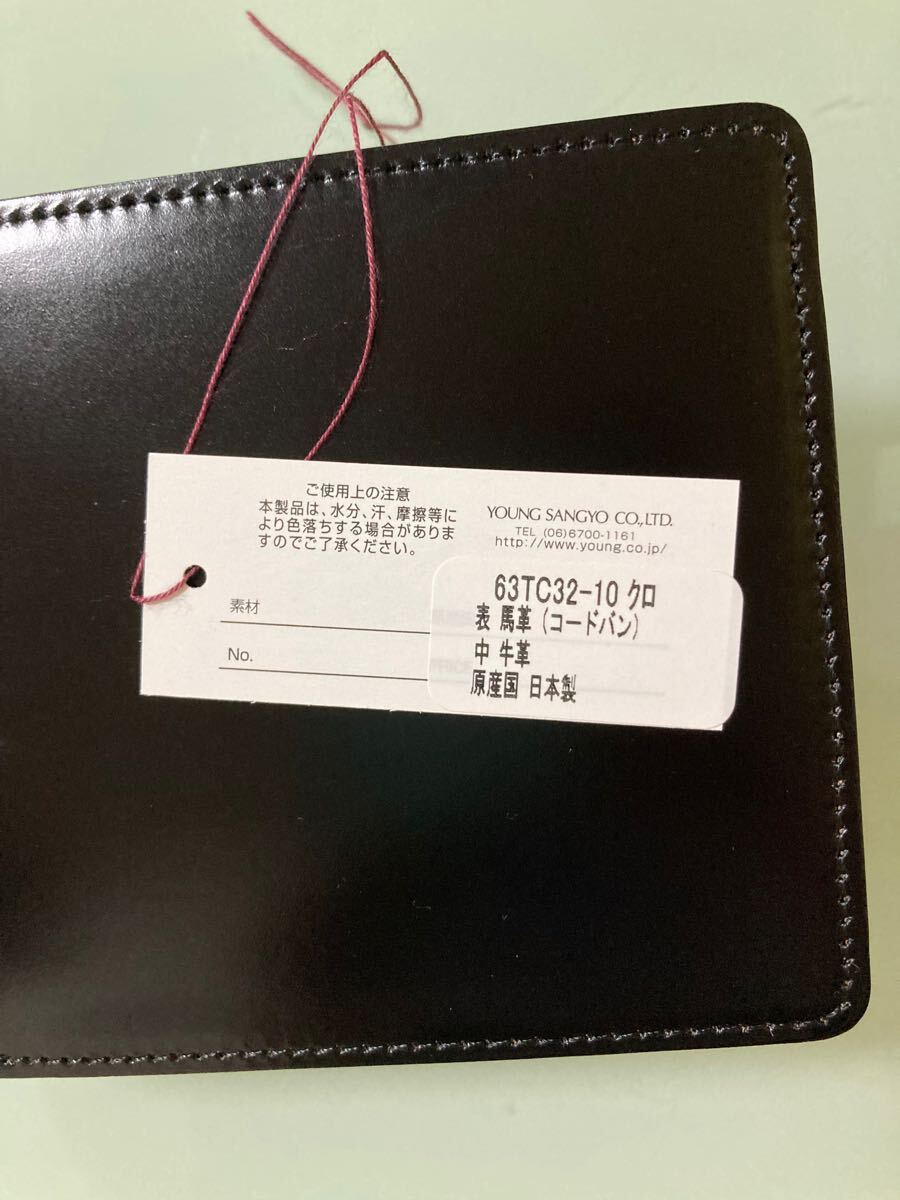 ご使用上の注意
本製品は、水分、汗、摩擦等に
より色落ちする場合がありま
すのでご了承ください。
YOUNG SANGYO CO.,LTD.
TEL (06)6700-1161
http://www.young.co.jp/
素材
No.
63TC32-10 クロ
表 馬革 (コードバン)
中 牛革
原産国 日本製